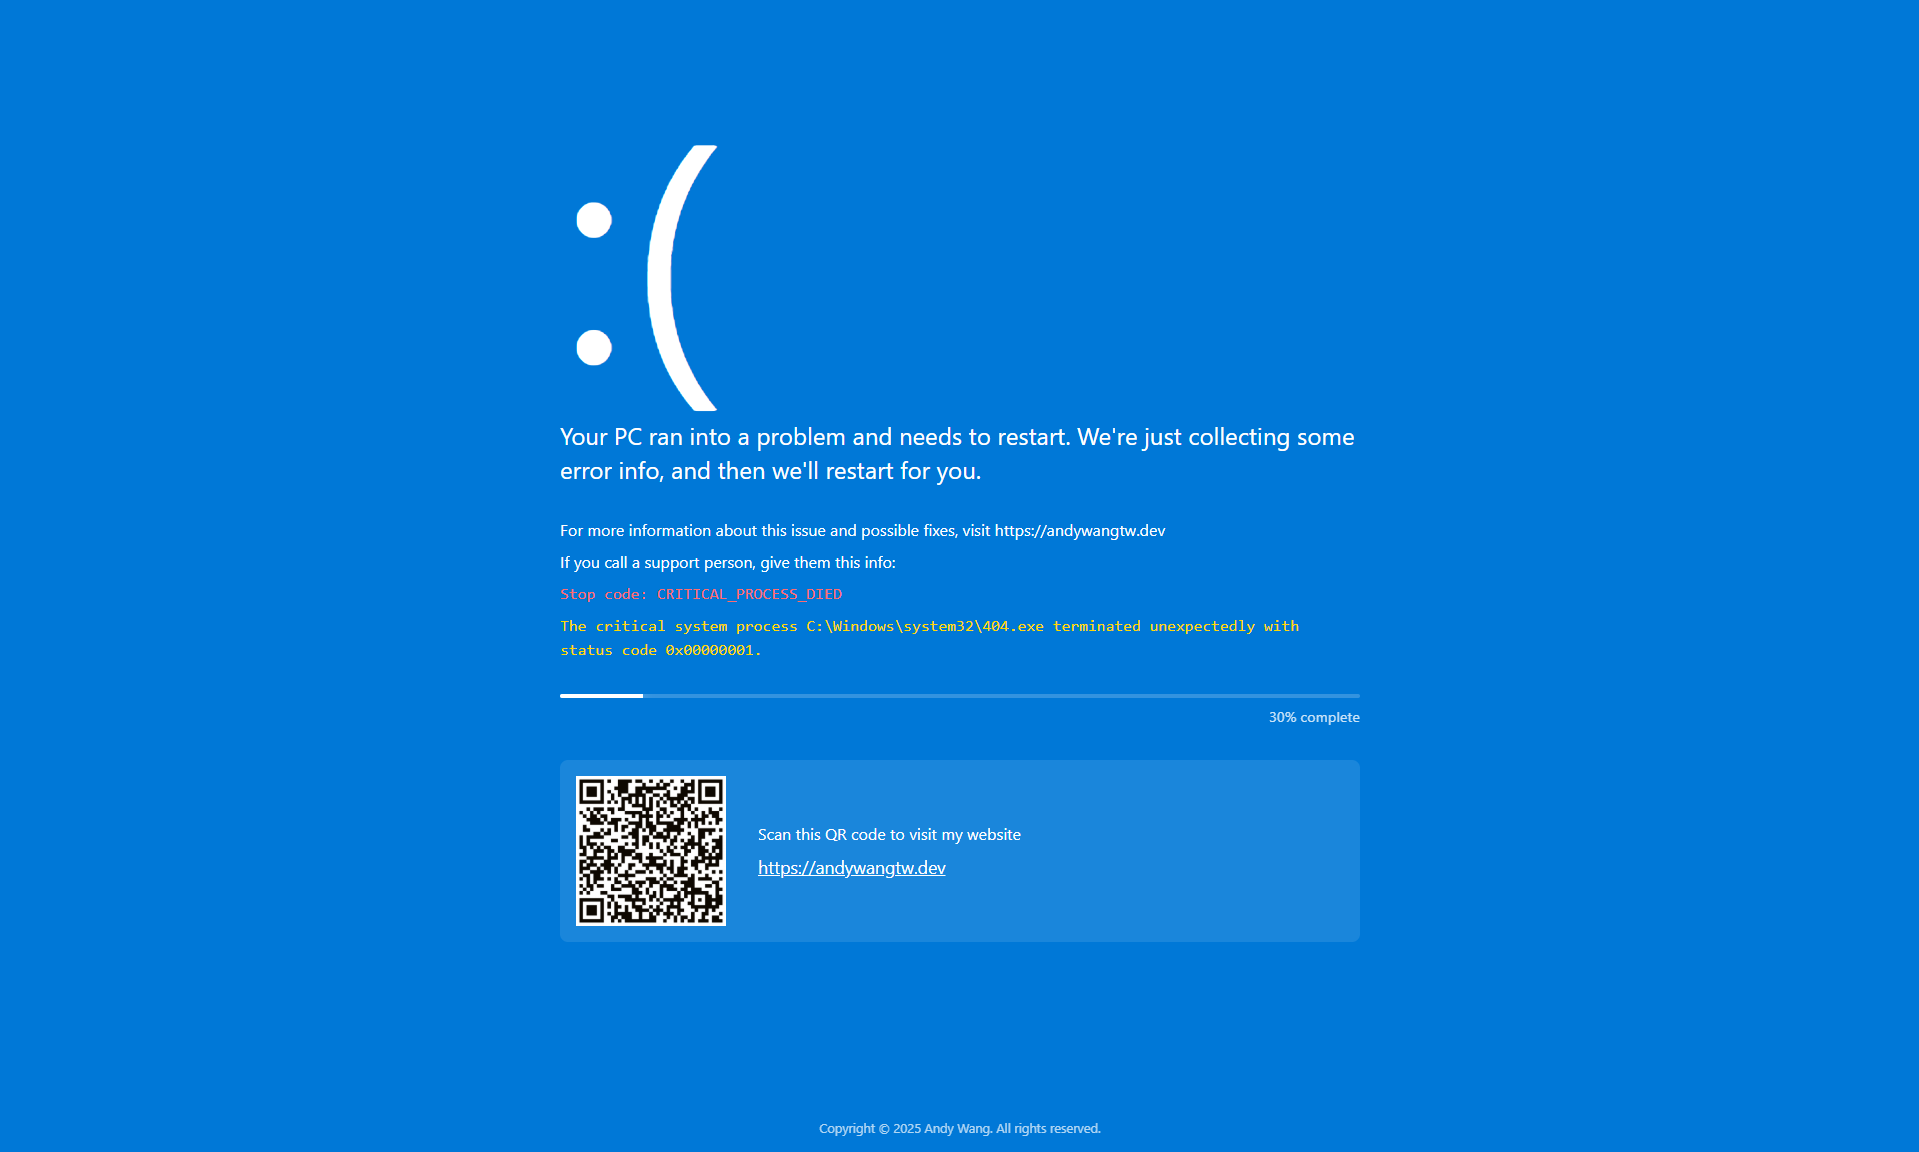 :(
Your PC ran into a problem and needs to restart. We're just collecting some
error info, and then we'll restart for you.
For more information about this issue and possible fixes, visit https://andywangtw.dev
If you call a support person, give them this info:
Stop code: CRITICAL_PROCESS_DIED
The critical system process C:\Windows\system32\404.exe terminated unexpectedly with
status code 0x00000001.
30% complete
Scan this QR code to visit my website
https://andywangtw.dev
Copyright © 2025 Andy Wang. All rights reserved.